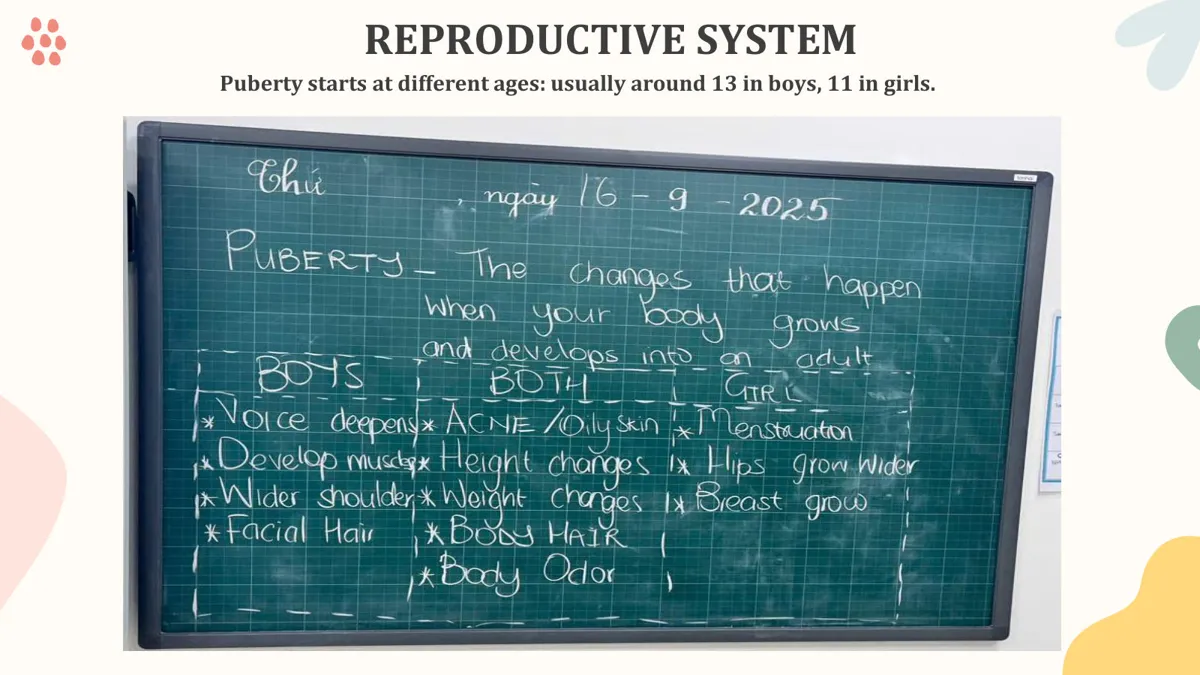 REPRODUCTIVE SYSTEM
Puberty starts at different ages: usually around 13 in boys, 11 in girls.
Thứ , ngày 16 - 9 - 2025
PUBERTY - The changes that happen
when your body grows
and develops into an adult
BOYS BOTH GIRL
* Voice deepens * ACNE/Oily skin * Menstruation
* Develop muscles * Height changes * Hips grow wider
* Wider shoulder * Weight changes * Breast grow
* Facial Hair * BODY HAIR
* Body Odor